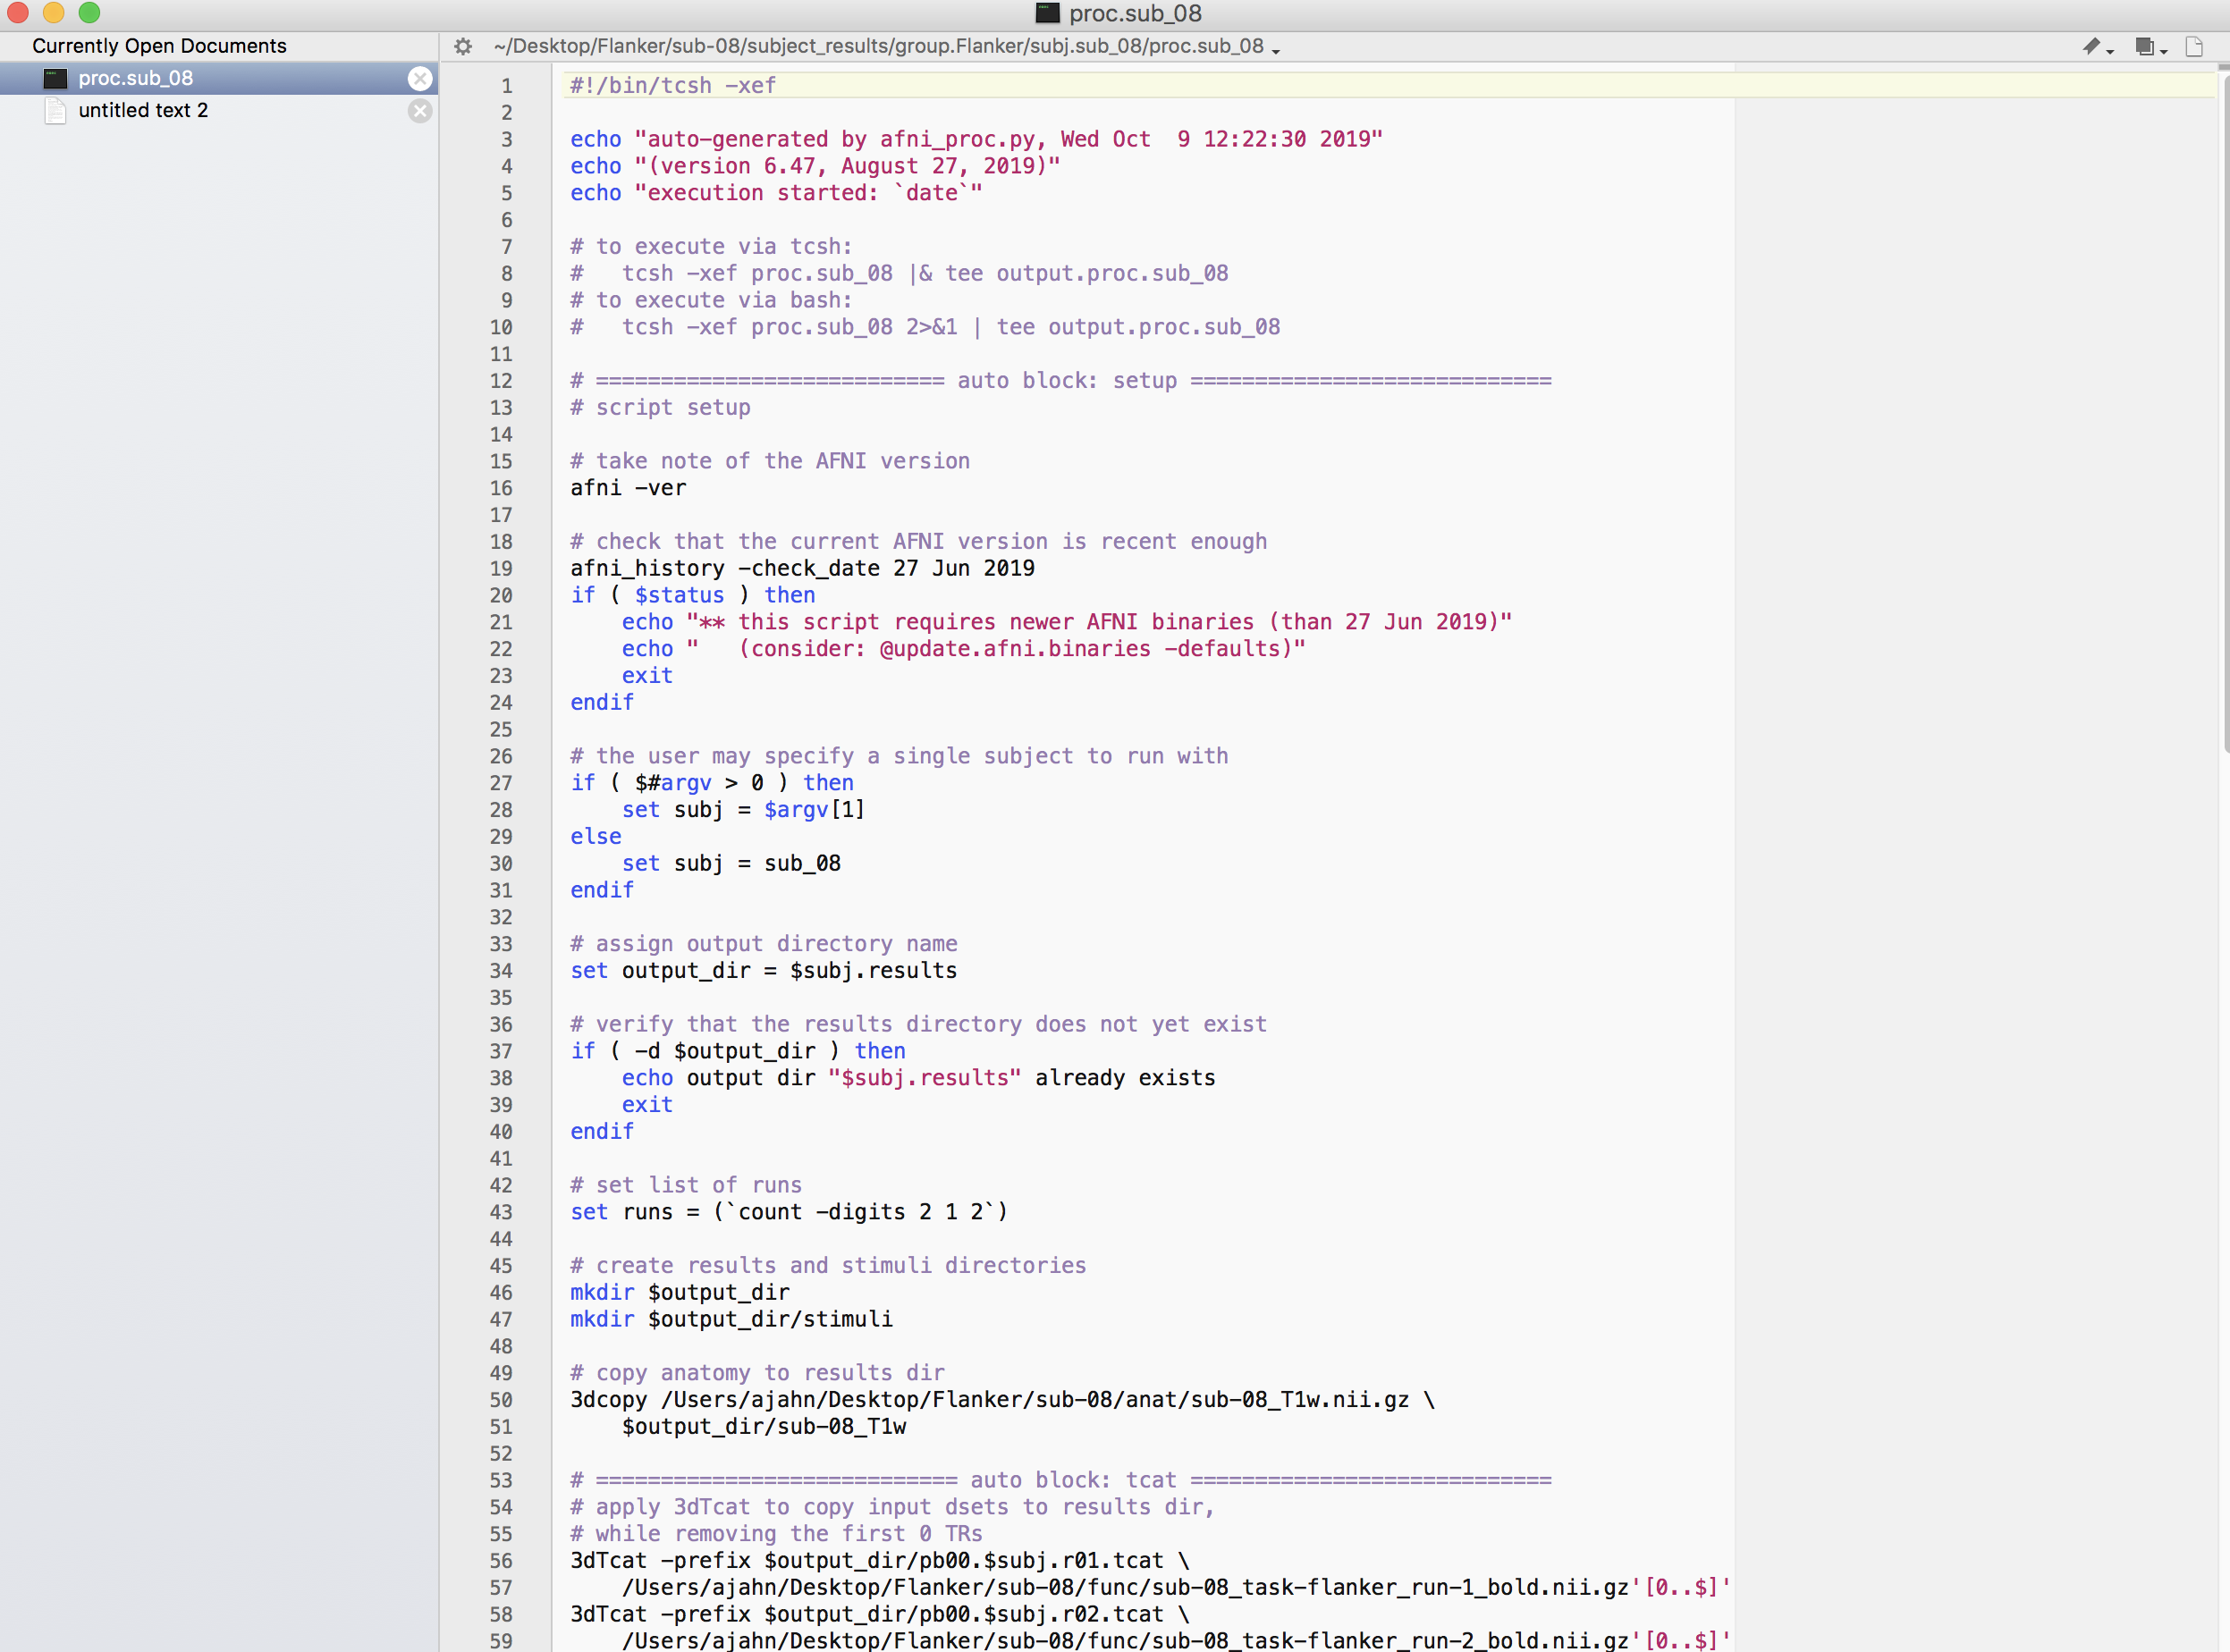 proc.sub_08
Currently Open Documents
~/Desktop/Flanker/sub-08/subject_results/group.Flanker/subj.sub_08/proc.sub_08
proc.sub_08
untitled text 2
1 #!/bin/tcsh -xef
2
3 echo "auto-generated by afni_proc.py, Wed Oct  9 12:22:30 2019"
4 echo "(version 6.47, August 27, 2019)"
5 echo "execution started: `date`"
6
7 # to execute via tcsh:
8 #   tcsh -xef proc.sub_08 |& tee output.proc.sub_08
9 # to execute via bash:
10 #   tcsh -xef proc.sub_08 2>&1 | tee output.proc.sub_08
11
12 # =========================== auto block: setup ============================
13 # script setup
14
15 # take note of the AFNI version
16 afni -ver
17
18 # check that the current AFNI version is recent enough
19 afni_history -check_date 27 Jun 2019
20 if ( $status ) then
21     echo "** this script requires newer AFNI binaries (than 27 Jun 2019)"
22     echo "   (consider: @update.afni.binaries -defaults)"
23     exit
24 endif
25
26 # the user may specify a single subject to run with
27 if ( $#argv > 0 ) then
28     set subj = $argv[1]
29 else
30     set subj = sub_08
31 endif
32
33 # assign output directory name
34 set output_dir = $subj.results
35
36 # verify that the results directory does not yet exist
37 if ( -d $output_dir ) then
38     echo output dir "$subj.results" already exists
39     exit
40 endif
41
42 # set list of runs
43 set runs = (`count -digits 2 1 2`)
44
45 # create results and stimuli directories
46 mkdir $output_dir
47 mkdir $output_dir/stimuli
48
49 # copy anatomy to results dir
50 3dcopy /Users/ajahn/Desktop/Flanker/sub-08/anat/sub-08_T1w.nii.gz \
51     $output_dir/sub-08_T1w
52
53 # ============================ auto block: tcat ============================
54 # apply 3dTcat to copy input dsets to results dir,
55 # while removing the first 0 TRs
56 3dTcat -prefix $output_dir/pb00.$subj.r01.tcat \
57     /Users/ajahn/Desktop/Flanker/sub-08/func/sub-08_task-flanker_run-1_bold.nii.gz'[0..$]'
58 3dTcat -prefix $output_dir/pb00.$subj.r02.tcat \
59     /Users/ajahn/Desktop/Flanker/sub-08/func/sub-08_task-flanker_run-2_bold.nii.gz'[0..$]'